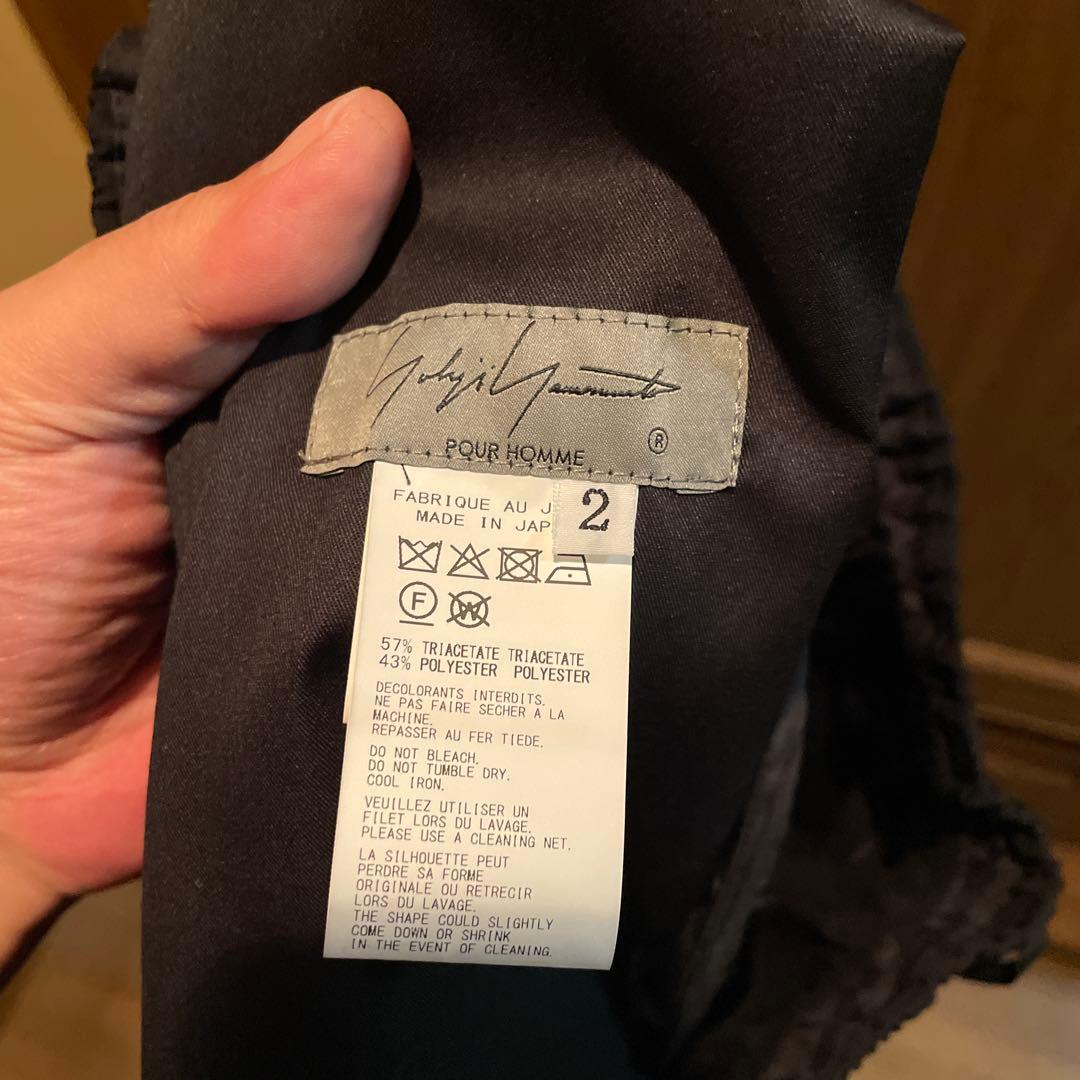 Yohji Yamamoto
POUR HOMME
®
FABRIQUE AU J
MADE IN JAP
2
F
W
57% TRIACETATE TRIACETATE
43% POLYESTER POLYESTER
DECOLORANTS INTERDITS.
NE PAS FAIRE SECHER A LA
MACHINE.
REPASSER AU FER TIEDE.
DO NOT BLEACH.
DO NOT TUMBLE DRY.
COOL IRON.
VEUILLEZ UTILISER UN
FILET LORS DU LAVAGE.
PLEASE USE A CLEANING NET.
LA SILHOUETTE PEUT
PERDRE SA FORME
ORIGINALE OU RETRECIR
LORS DU LAVAGE.
THE SHAPE COULD SLIGHTLY
COME DOWN OR SHRINK
IN THE EVENT OF CLEANING.